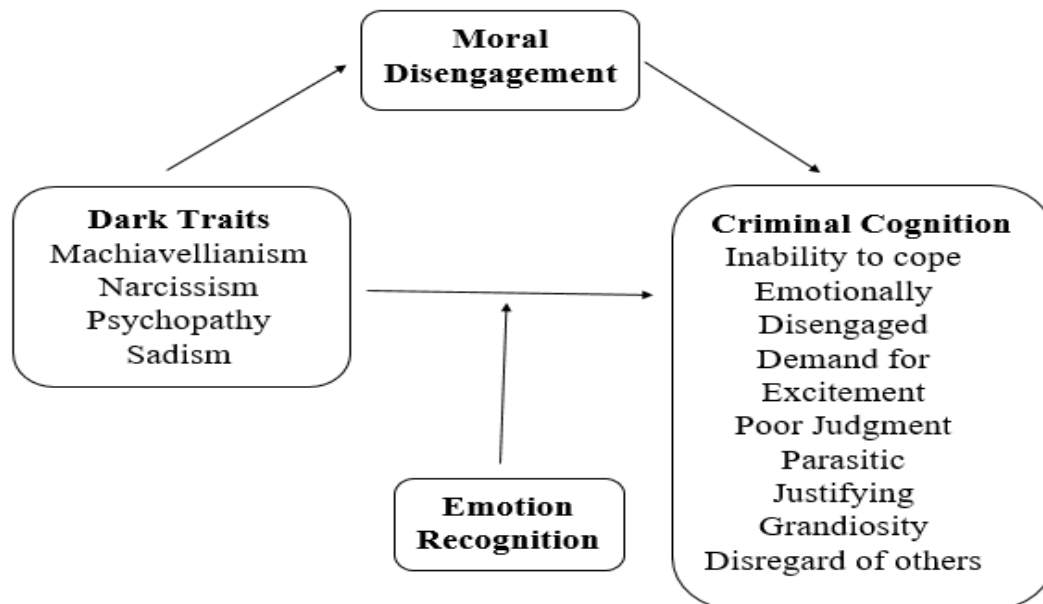 Moral
Disengagement
Dark Traits
Machiavellianism
Narcissism
Psychopathy
Sadism
Criminal Cognition
Inability to cope
Emotionally
Disengaged
Demand for
Excitement
Poor Judgment
Parasitic
Justifying
Grandiosity
Disregard of others
Emotion
Recognition